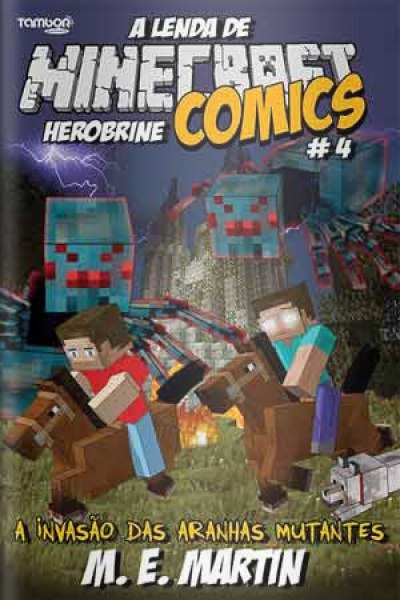 Tambor
A LENDA DE
MINECRAFT
HEROBRINE COMICS
# 4
A INVASÃO DAS ARANHAS MUTANTES
M. E. MARTIN